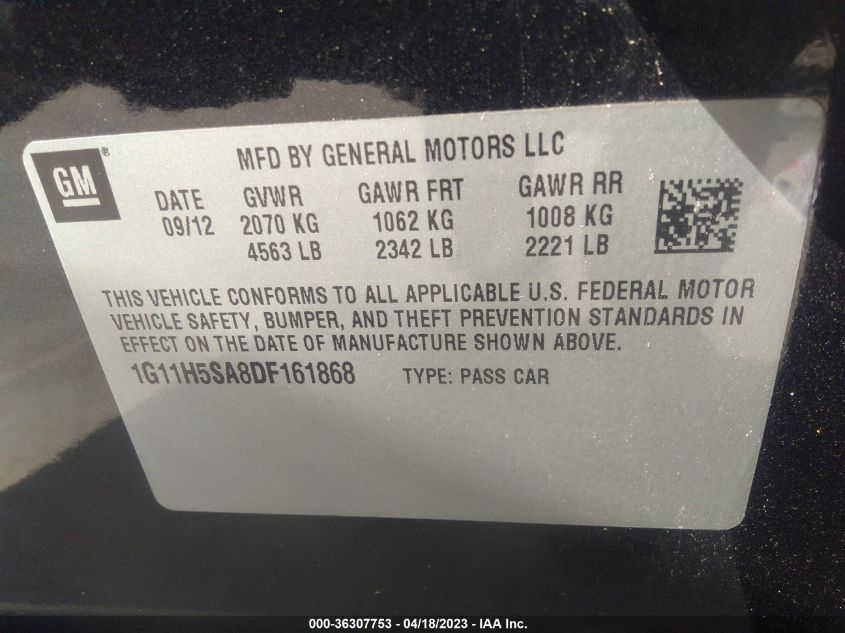 GM®
MFD BY GENERAL MOTORS LLC
DATE GVWR GAWR FRT GAWR RR
09/12 2070 KG 1062 KG 1008 KG
4563 LB 2342 LB 2221 LB
THIS VEHICLE CONFORMS TO ALL APPLICABLE U.S. FEDERAL MOTOR
VEHICLE SAFETY, BUMPER, AND THEFT PREVENTION STANDARDS IN
EFFECT ON THE DATE OF MANUFACTURE SHOWN ABOVE.
1G11H5SA8DF161868 TYPE: PASS CAR
000-36307753 - 04/18/2023 - IAA Inc.